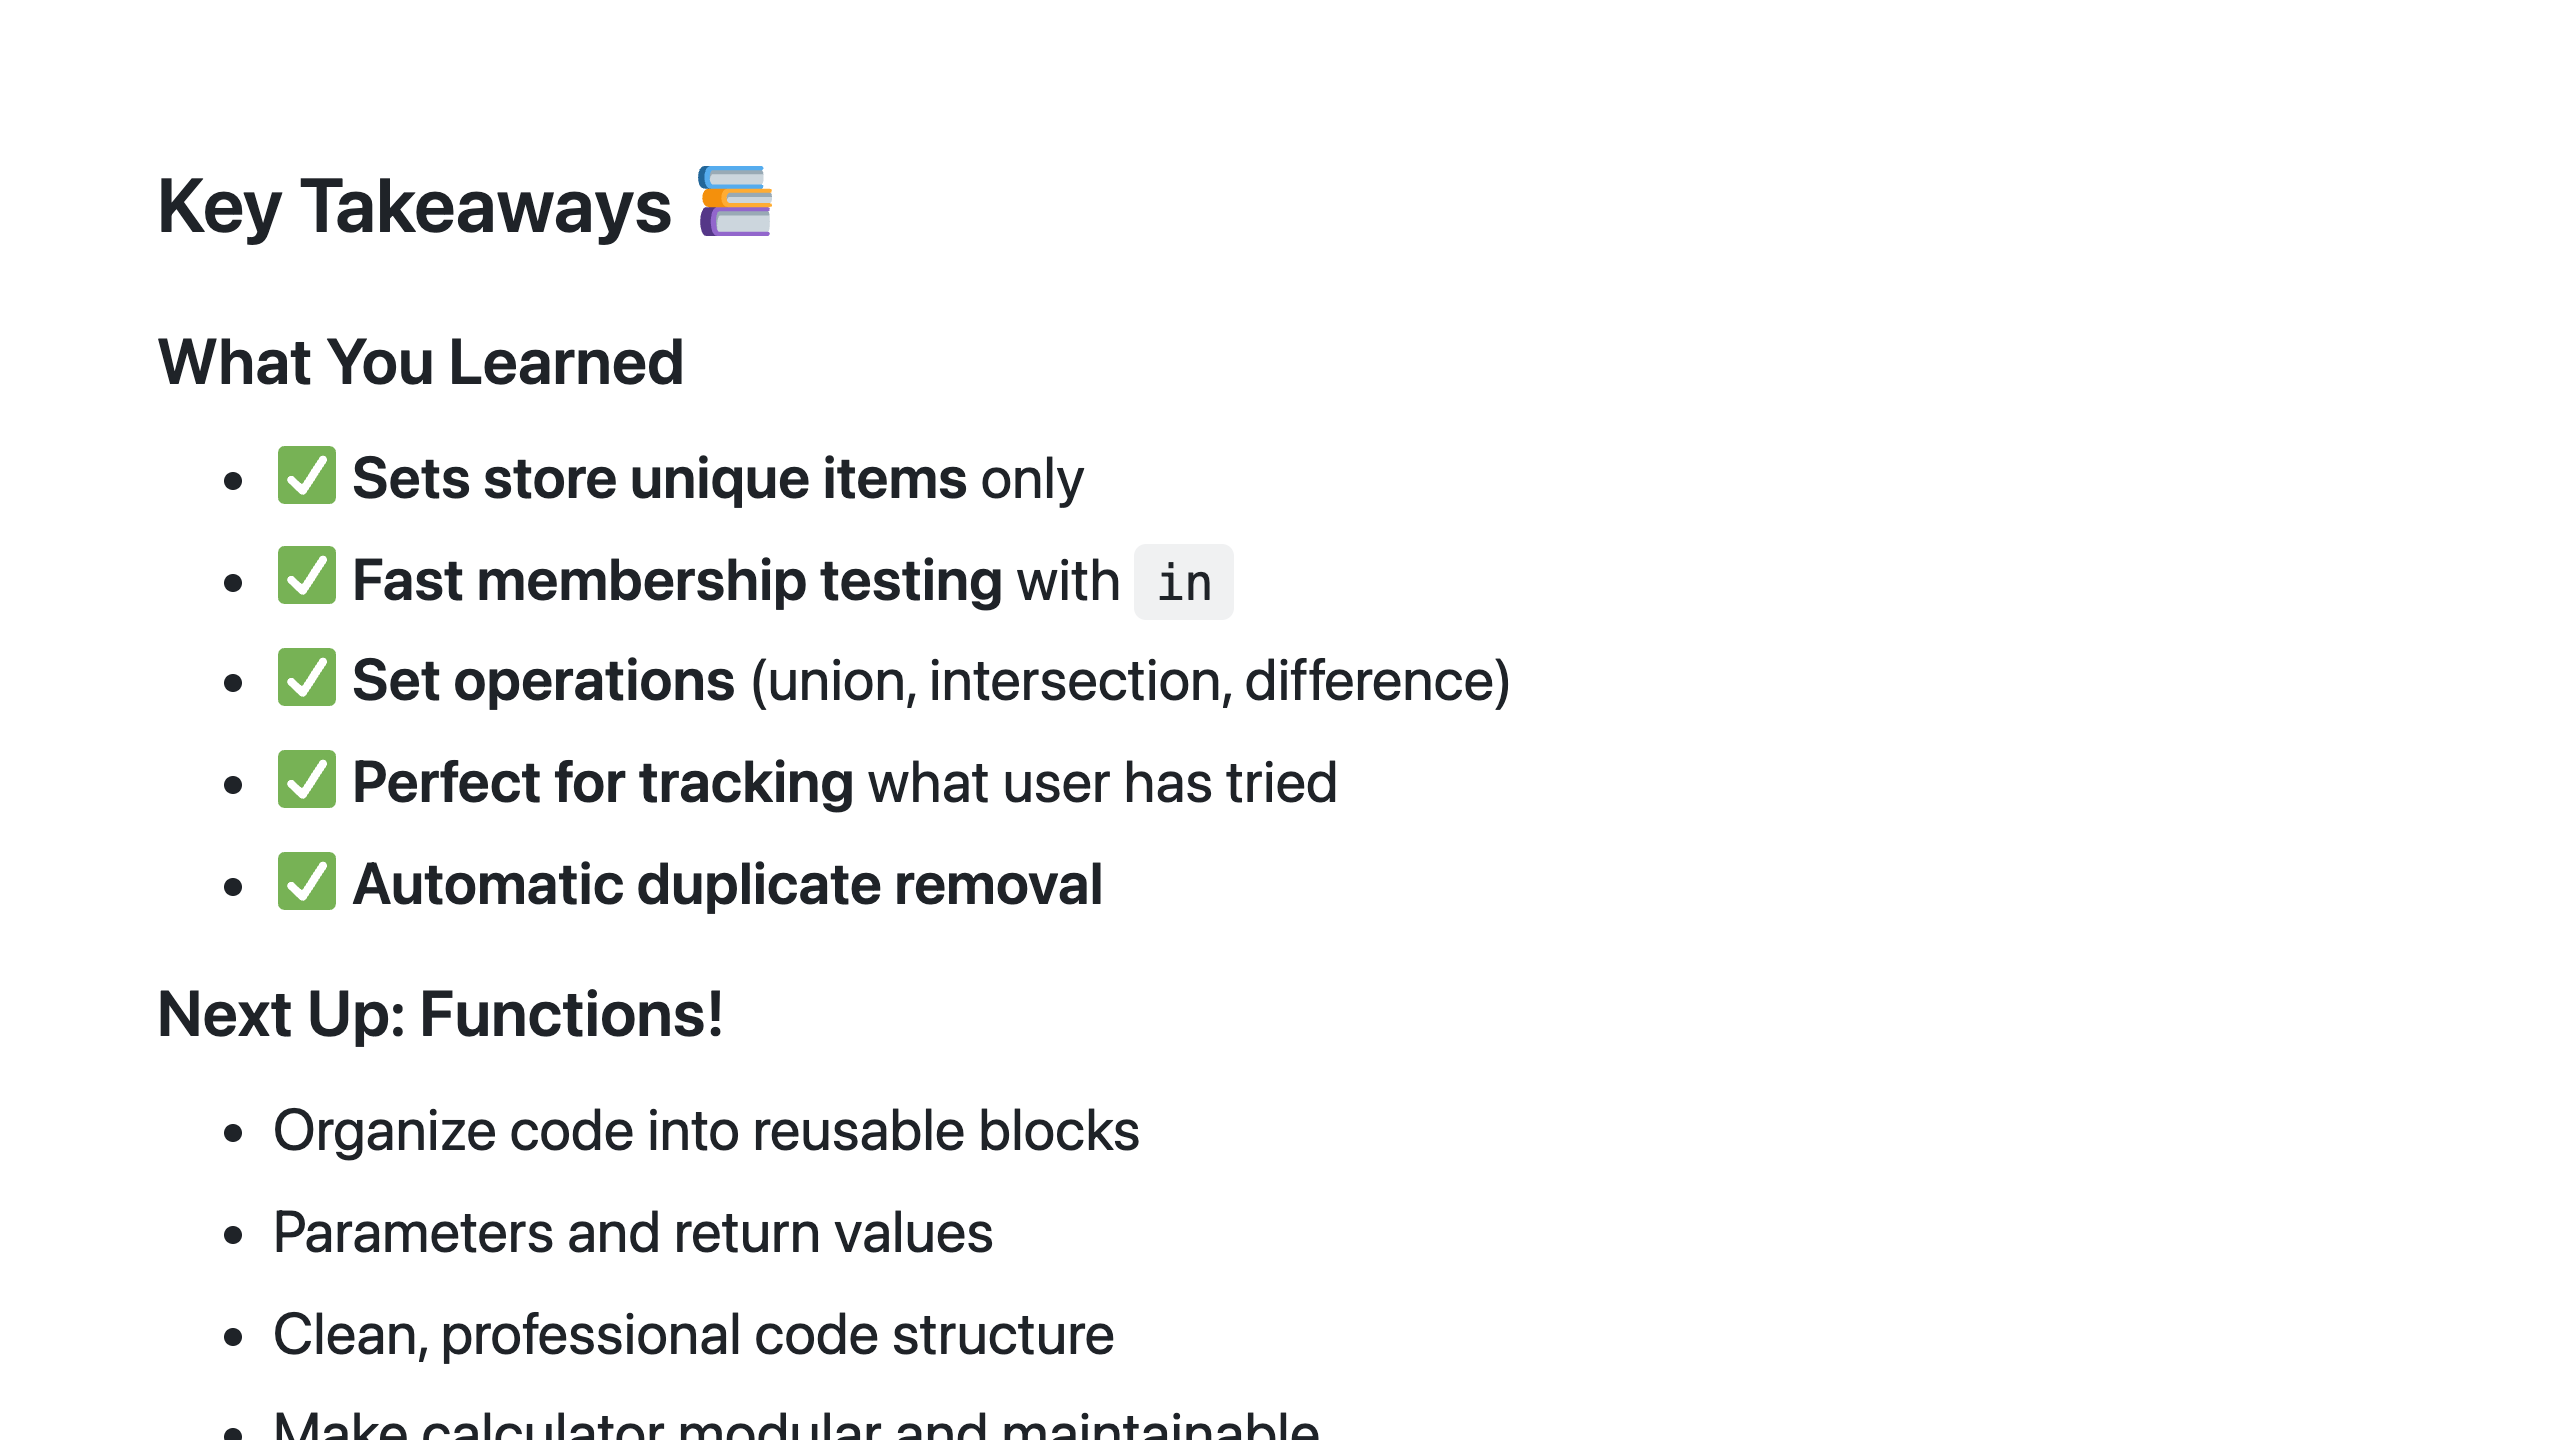 Key Takeaways 📚
What You Learned
• ✅ Sets store unique items only
• ✅ Fast membership testing with in
• ✅ Set operations (union, intersection, difference)
• ✅ Perfect for tracking what user has tried
• ✅ Automatic duplicate removal
Next Up: Functions!
• Organize code into reusable blocks
• Parameters and return values
• Clean, professional code structure
• Make calculator modular and maintainable